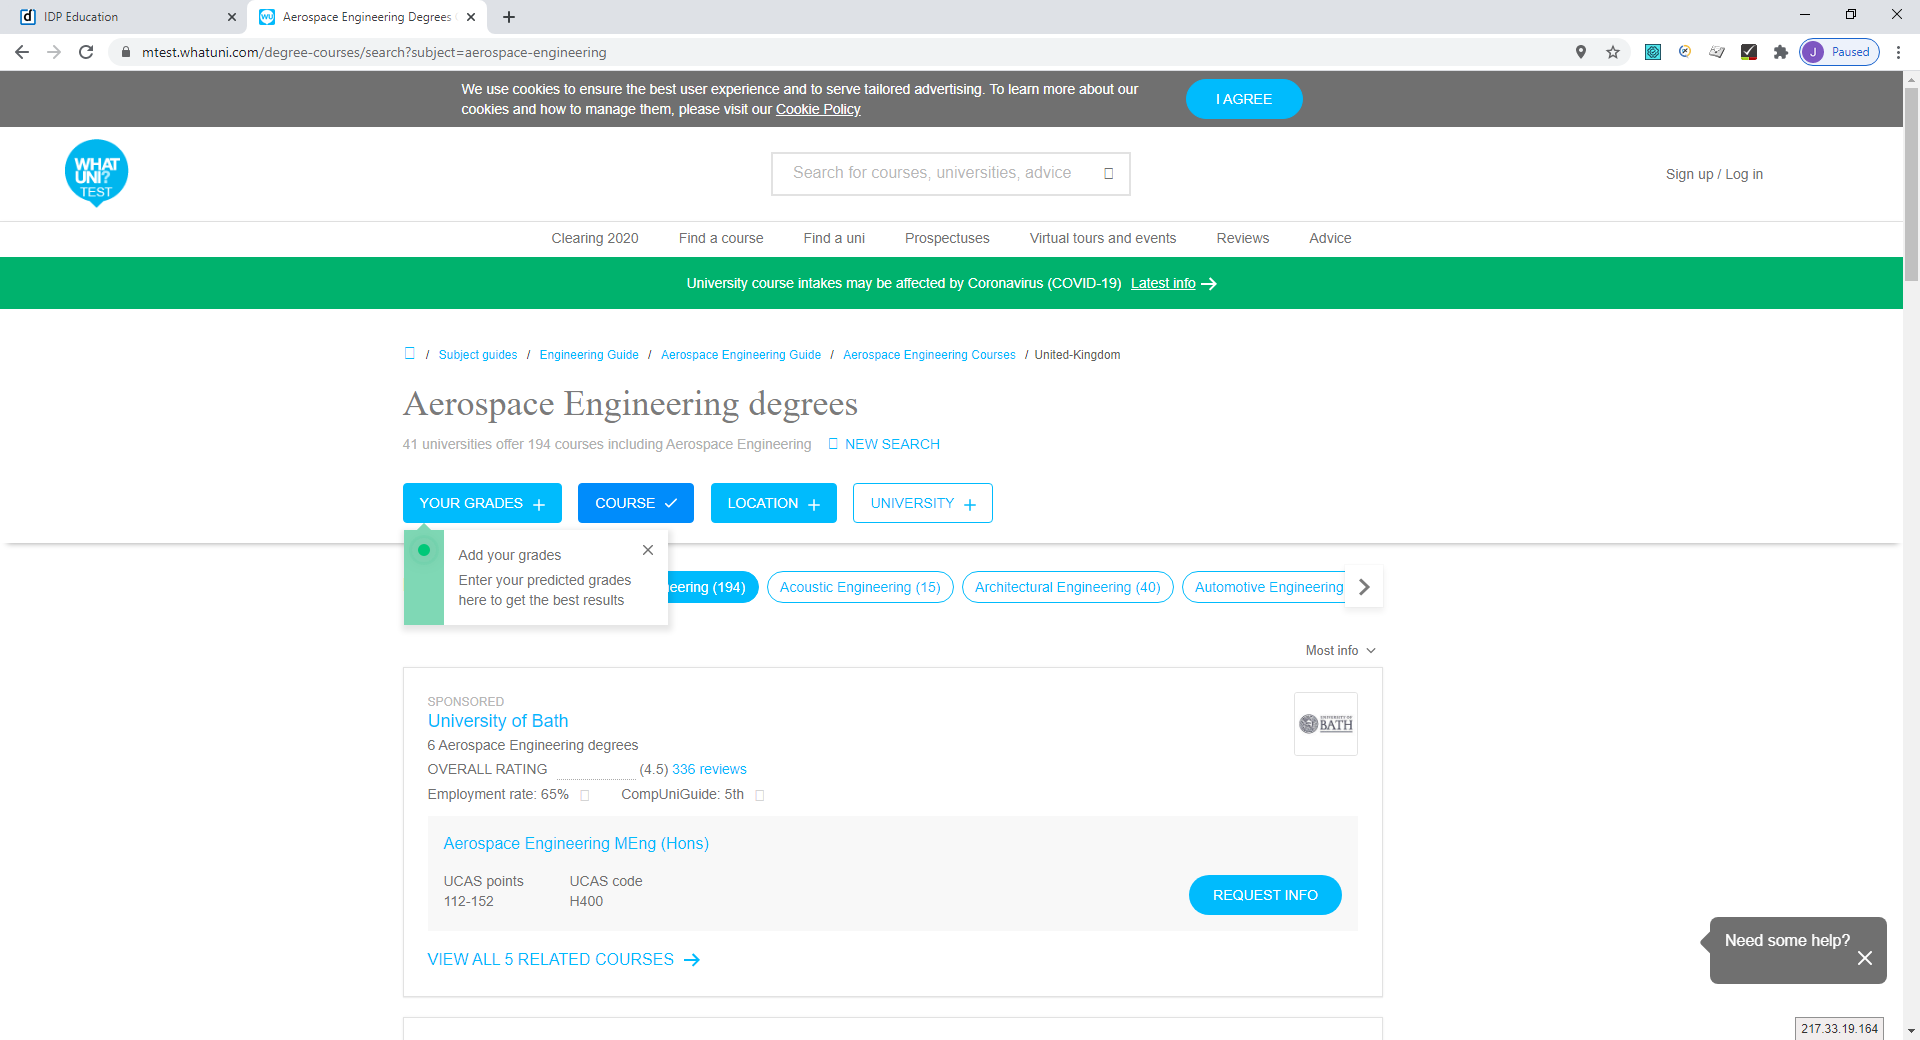 IDP Education
Aerospace Engineering Degrees
mtest.whatuni.com/degree-courses/search?subject=aerospace-engineering
J Paused
We use cookies to ensure the best user experience and to serve tailored advertising. To learn more about our
cookies and how to manage them, please visit our Cookie Policy
I AGREE
WHAT
UNI?
TEST
Search for courses, universities, advice
Sign up / Log in
Clearing 2020 Find a course Find a uni Prospectuses Virtual tours and events Reviews Advice
University course intakes may be affected by Coronavirus (COVID-19) Latest info
/ Subject guides / Engineering Guide / Aerospace Engineering Guide / Aerospace Engineering Courses / United-Kingdom
Aerospace Engineering degrees
41 universities offer 194 courses including Aerospace Engineering NEW SEARCH
YOUR GRADES + COURSE LOCATION + UNIVERSITY +
Add your grades
Enter your predicted grades
here to get the best results
eering (194) Acoustic Engineering (15) Architectural Engineering (40) Automotive Engineering
Most info
SPONSORED
University of Bath
UNIVERSITY OF
BATH
6 Aerospace Engineering degrees
OVERALL RATING (4.5) 336 reviews
Employment rate: 65% CompUniGuide: 5th
Aerospace Engineering MEng (Hons)
UCAS points UCAS code
112-152 H400
REQUEST INFO
VIEW ALL 5 RELATED COURSES
Need some help?
217.33.19.164